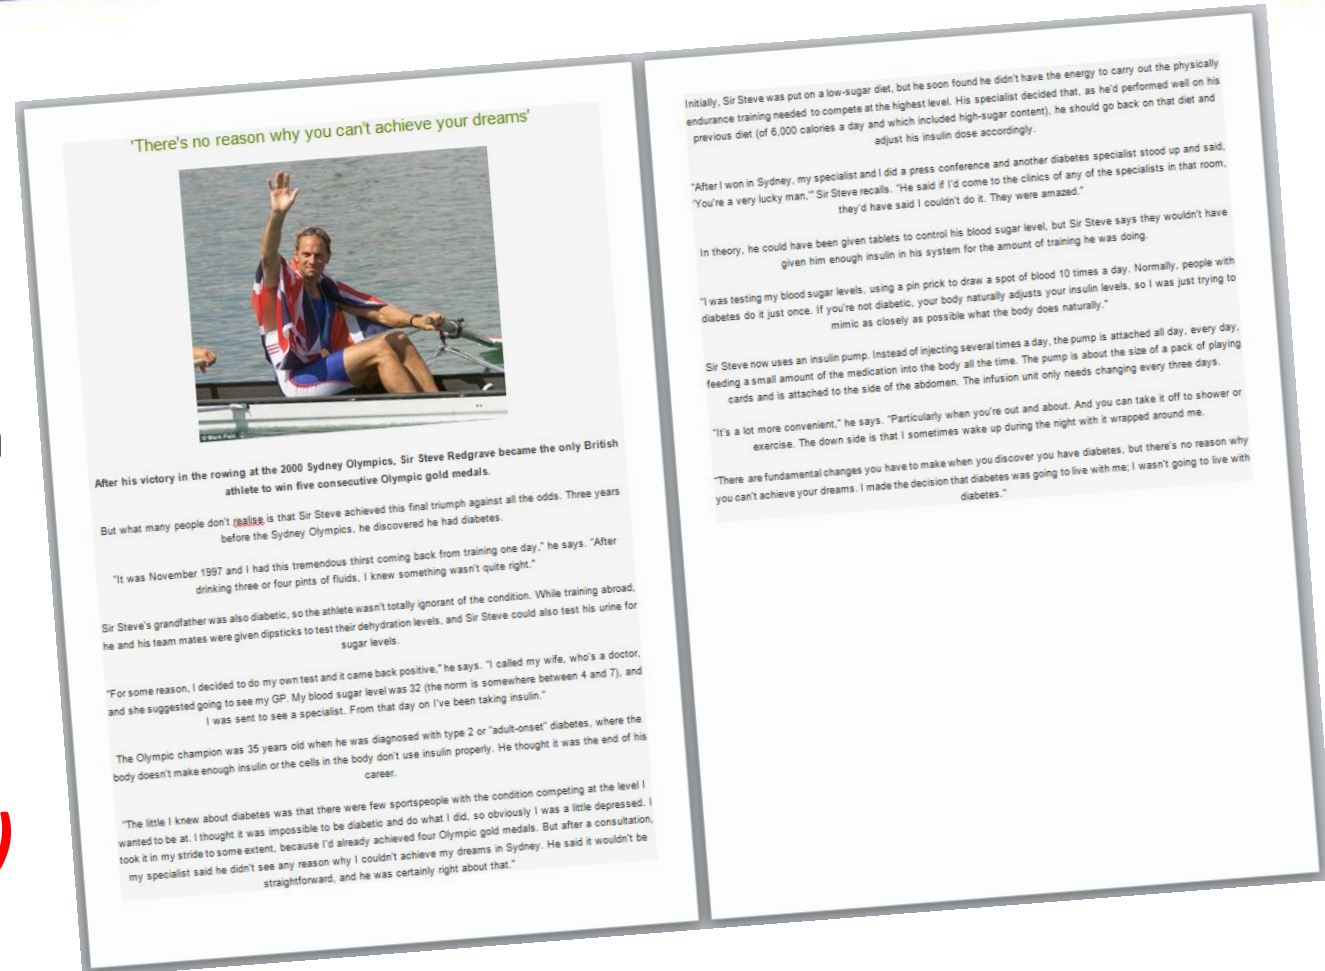 'There's no reason why you can't achieve your dreams'
After his victory in the rowing at the 2000 Sydney Olympics, Sir Steve Redgrave became the only British
athlete to win five consecutive Olympic gold medals.
But what many people don't realise is that Sir Steve achieved this final triumph against all the odds. Three years
before the Sydney Olympics, he discovered he had diabetes.
"It was November 1997 and I had this tremendous thirst coming back from training one day," he says. "After
drinking three or four pints of fluids, I knew something wasn't quite right."
Sir Steve's grandfather was also diabetic, so the athlete wasn't totally ignorant of the condition. While training abroad,
he and his team mates were given dipsticks to test their dehydration levels, and Sir Steve could also test his urine for
sugar levels.
"For some reason, I decided to do my own test and it came back positive," he says. "I called my wife, who's a doctor,
and she suggested going to see my GP. My blood sugar level was 32 (the norm is somewhere between 4 and 7), and
I was sent to see a specialist. From that day on I've been taking insulin."
The Olympic champion was 35 years old when he was diagnosed with type 2 or "adult-onset" diabetes, where the
body doesn't make enough insulin or the cells in the body don't use insulin properly. He thought it was the end of his
career.
"The little I knew about diabetes was that there were few sportspeople with the condition competing at the level I
wanted to be at. I thought it was impossible to be diabetic and do what I did, so obviously I was a little depressed. I
took it in my stride to some extent, because I'd already achieved four Olympic gold medals. But after a consultation,
my specialist said he didn't see any reason why I couldn't achieve my dreams in Sydney. He said it wouldn't be
straightforward, and he was certainly right about that."
Initially, Sir Steve was put on a low-sugar diet, but he soon found he didn't have the energy to carry out the physically
endurance training needed to compete at the highest level. His specialist decided that, as he'd performed well on his
previous diet (of 6,000 calories a day and which included high-sugar content), he should go back on that diet and
adjust his insulin dose accordingly.
"After I won in Sydney, my specialist and I did a press conference and another diabetes specialist stood up and said,
'You're a very lucky man,'" Sir Steve recalls. "He said if I'd come to the clinics of any of the specialists in that room,
they'd have said I couldn't do it. They were amazed."
In theory, he could have been given tablets to control his blood sugar level, but Sir Steve says they wouldn't have
given him enough insulin in his system for the amount of training he was doing.
"I was testing my blood sugar levels, using a pin prick to draw a spot of blood 10 times a day. Normally, people with
diabetes do it just once. If you're not diabetic, your body naturally adjusts your insulin levels, so I was just trying to
mimic as closely as possible what the body does naturally."
Sir Steve now uses an insulin pump. Instead of injecting several times a day, the pump is attached all day, every day,
feeding a small amount of the medication into the body all the time. The pump is about the size of a pack of playing
cards and is attached to the side of the abdomen. The infusion unit only needs changing every three days.
"It's a lot more convenient," he says. "Particularly when you're out and about. And you can take it off to shower or
exercise. The down side is that I sometimes wake up during the night with it wrapped around me.
"There are fundamental changes you have to make when you discover you have diabetes, but there's no reason why
you can't achieve your dreams. I made the decision that diabetes was going to live with me; I wasn't going to live with
diabetes."